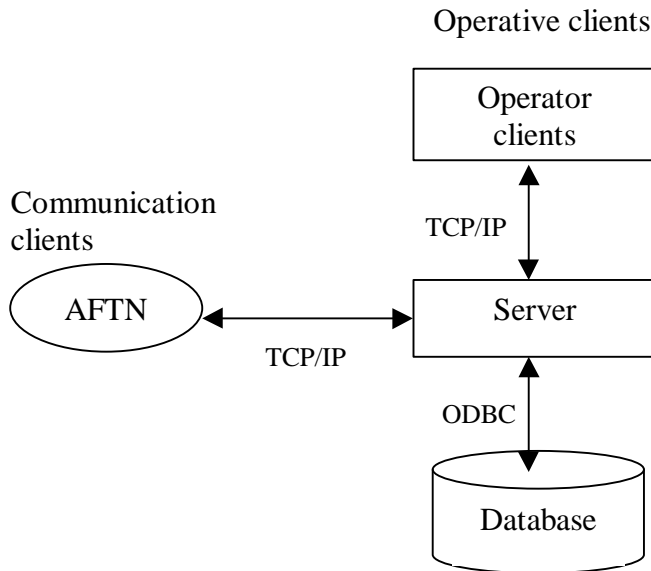 Operative clients
Operator
clients
TCP/IP
Communication
clients
AFTN
TCP/IP
Server
ODBC
Database